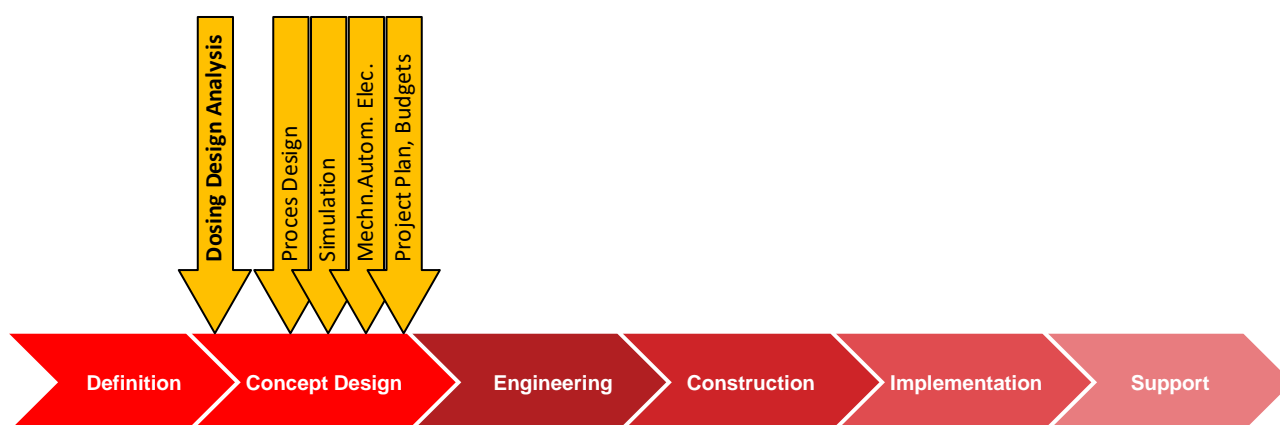 Dosing Design Analysis
Proces Design
Simulation
Mechn.Autom. Elec.
Project Plan, Budgets
Definition
Concept Design
Engineering
Construction
Implementation
Support